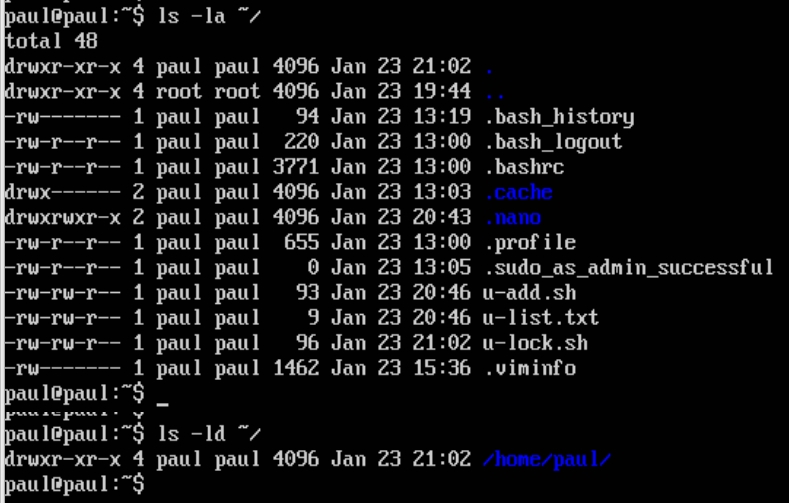 paul@paul:~$ ls -la ~/
total 48
drwxr-xr-x 4 paul paul 4096 Jan 23 21:02 .
drwxr-xr-x 4 root root 4096 Jan 23 19:44 ..
-rw------- 1 paul paul   94 Jan 23 13:19 .bash_history
-rw-r--r-- 1 paul paul  220 Jan 23 13:00 .bash_logout
-rw-r--r-- 1 paul paul 3771 Jan 23 13:00 .bashrc
drwx------ 2 paul paul 4096 Jan 23 13:03 .cache
drwxrwxr-x 2 paul paul 4096 Jan 23 20:43 .nano
-rw-r--r-- 1 paul paul  655 Jan 23 13:00 .profile
-rw-r--r-- 1 paul paul    0 Jan 23 13:05 .sudo_as_admin_successful
-rw-rw-r-- 1 paul paul   93 Jan 23 20:46 u-add.sh
-rw-rw-r-- 1 paul paul    9 Jan 23 20:46 u-list.txt
-rw-rw-r-- 1 paul paul   96 Jan 23 21:02 u-lock.sh
-rw------- 1 paul paul 1462 Jan 23 15:36 .viminfo
paul@paul:~$ _
paul@paul:~$ ls -ld ~/
drwxr-xr-x 4 paul paul 4096 Jan 23 21:02 /home/paul/
paul@paul:~$